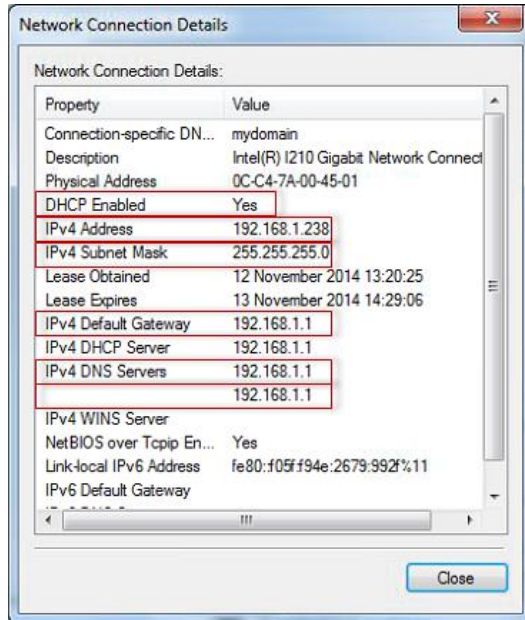 Network Connection Details
Network Connection Details:
Property Value
Connection-specific DN... mydomain
Description Intel(R) I210 Gigabit Network Connect
Physical Address 0C-C4-7A-00-45-01
DHCP Enabled Yes
IPv4 Address 192.168.1.238
IPv4 Subnet Mask 255.255.255.0
Lease Obtained 12 November 2014 13:20:25
Lease Expires 13 November 2014 14:29:06
IPv4 Default Gateway 192.168.1.1
IPv4 DHCP Server 192.168.1.1
IPv4 DNS Servers 192.168.1.1
192.168.1.1
IPv4 WINS Server
NetBIOS over Tcpip En... Yes
Link-local IPv6 Address fe80::f05f:f94e:2679:992f%11
IPv6 Default Gateway
Close